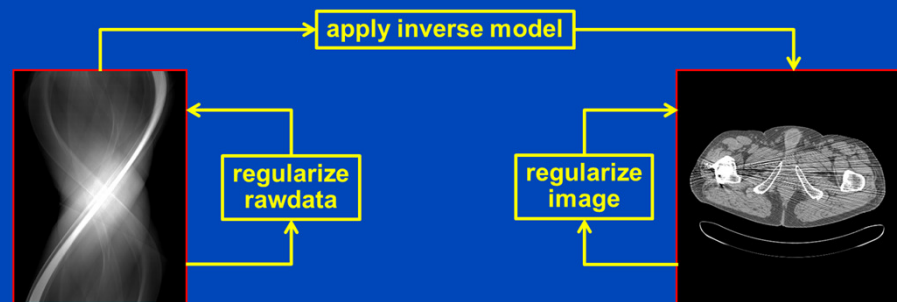 apply inverse model
regularize
rawdata
regularize
image